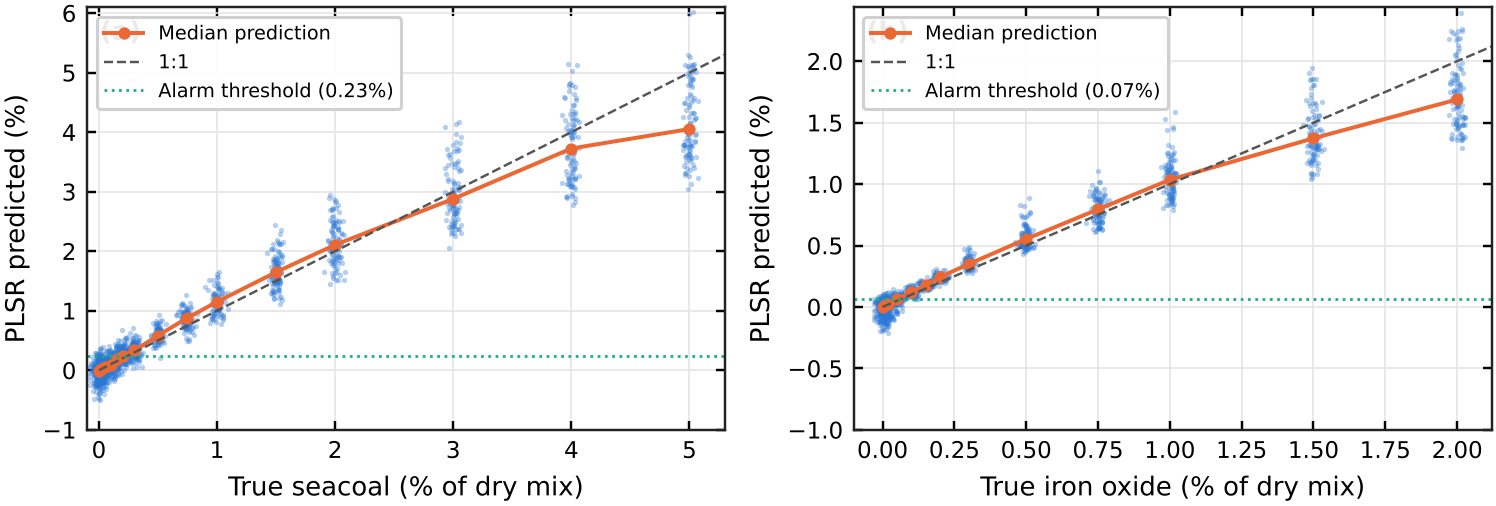 Median prediction
1:1
Alarm threshold (0.23%)
PLSR predicted (%)
6
5
4
3
2
1
0
−1
0 1 2 3 4 5
True seacoal (% of dry mix)
Median prediction
1:1
Alarm threshold (0.07%)
PLSR predicted (%)
2.0
1.5
1.0
0.5
0.0
−0.5
−1.0
0.00 0.25 0.50 0.75 1.00 1.25 1.50 1.75 2.00
True iron oxide (% of dry mix)